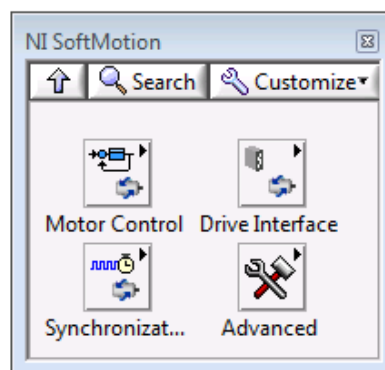 NI SoftMotion
Search Customize
Motor Control Drive Interface
Synchronizat... Advanced